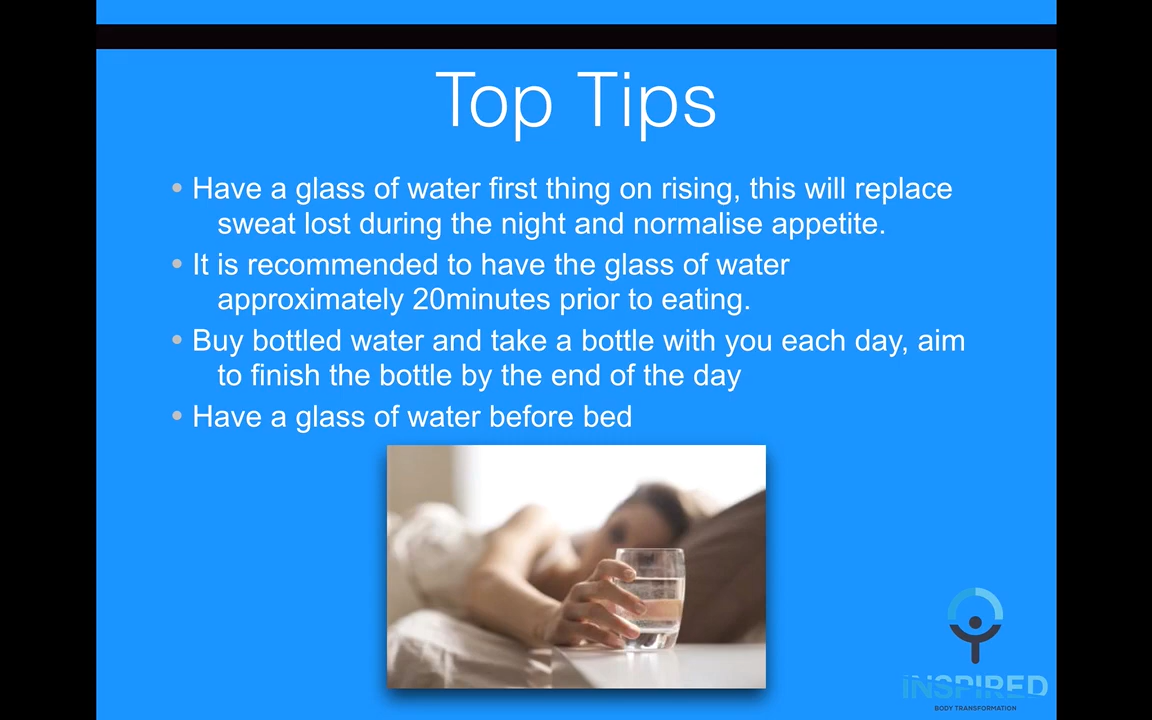 Top Tips
• Have a glass of water first thing on rising, this will replace
sweat lost during the night and normalise appetite.
• It is recommended to have the glass of water
approximately 20minutes prior to eating.
• Buy bottled water and take a bottle with you each day, aim
to finish the bottle by the end of the day
• Have a glass of water before bed
INSPIRED
BODY TRANSFORMATION